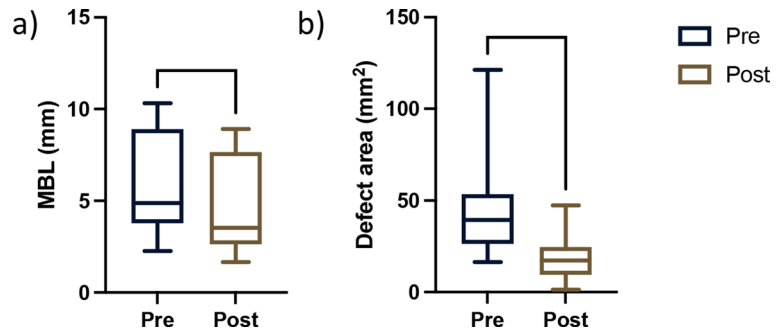 a)
MBL (mm)
15
10
5
0
Pre
Post
b)
Defect area (mm²)
150
100
50
0
Pre
Post
Pre
Post